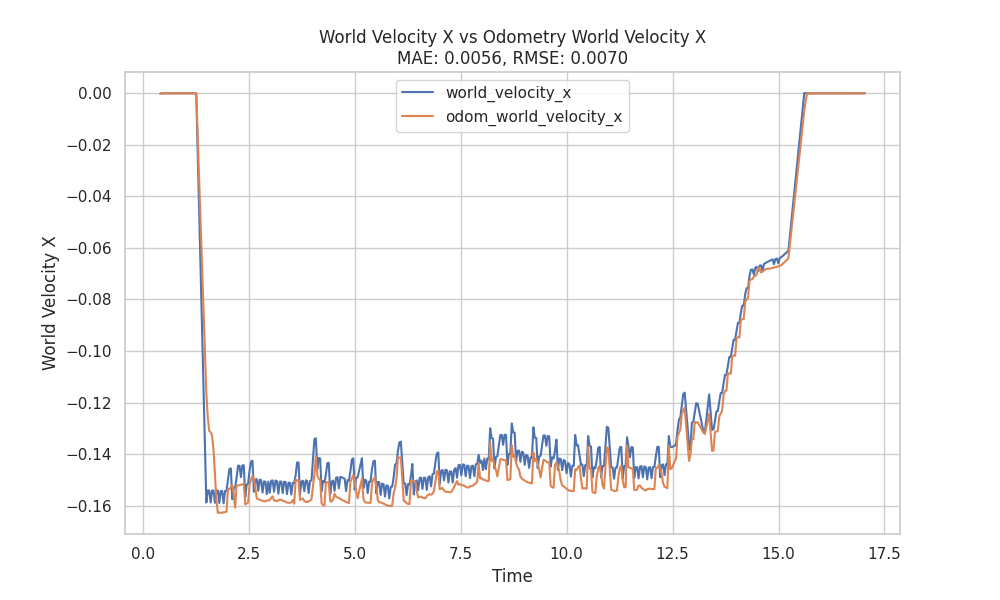 World Velocity X vs Odometry World Velocity X
MAE: 0.0056, RMSE: 0.0070
world_velocity_x
odom_world_velocity_x
World Velocity X
0.00
−0.02
−0.04
−0.06
−0.08
−0.10
−0.12
−0.14
−0.16
0.0 2.5 5.0 7.5 10.0 12.5 15.0 17.5
Time